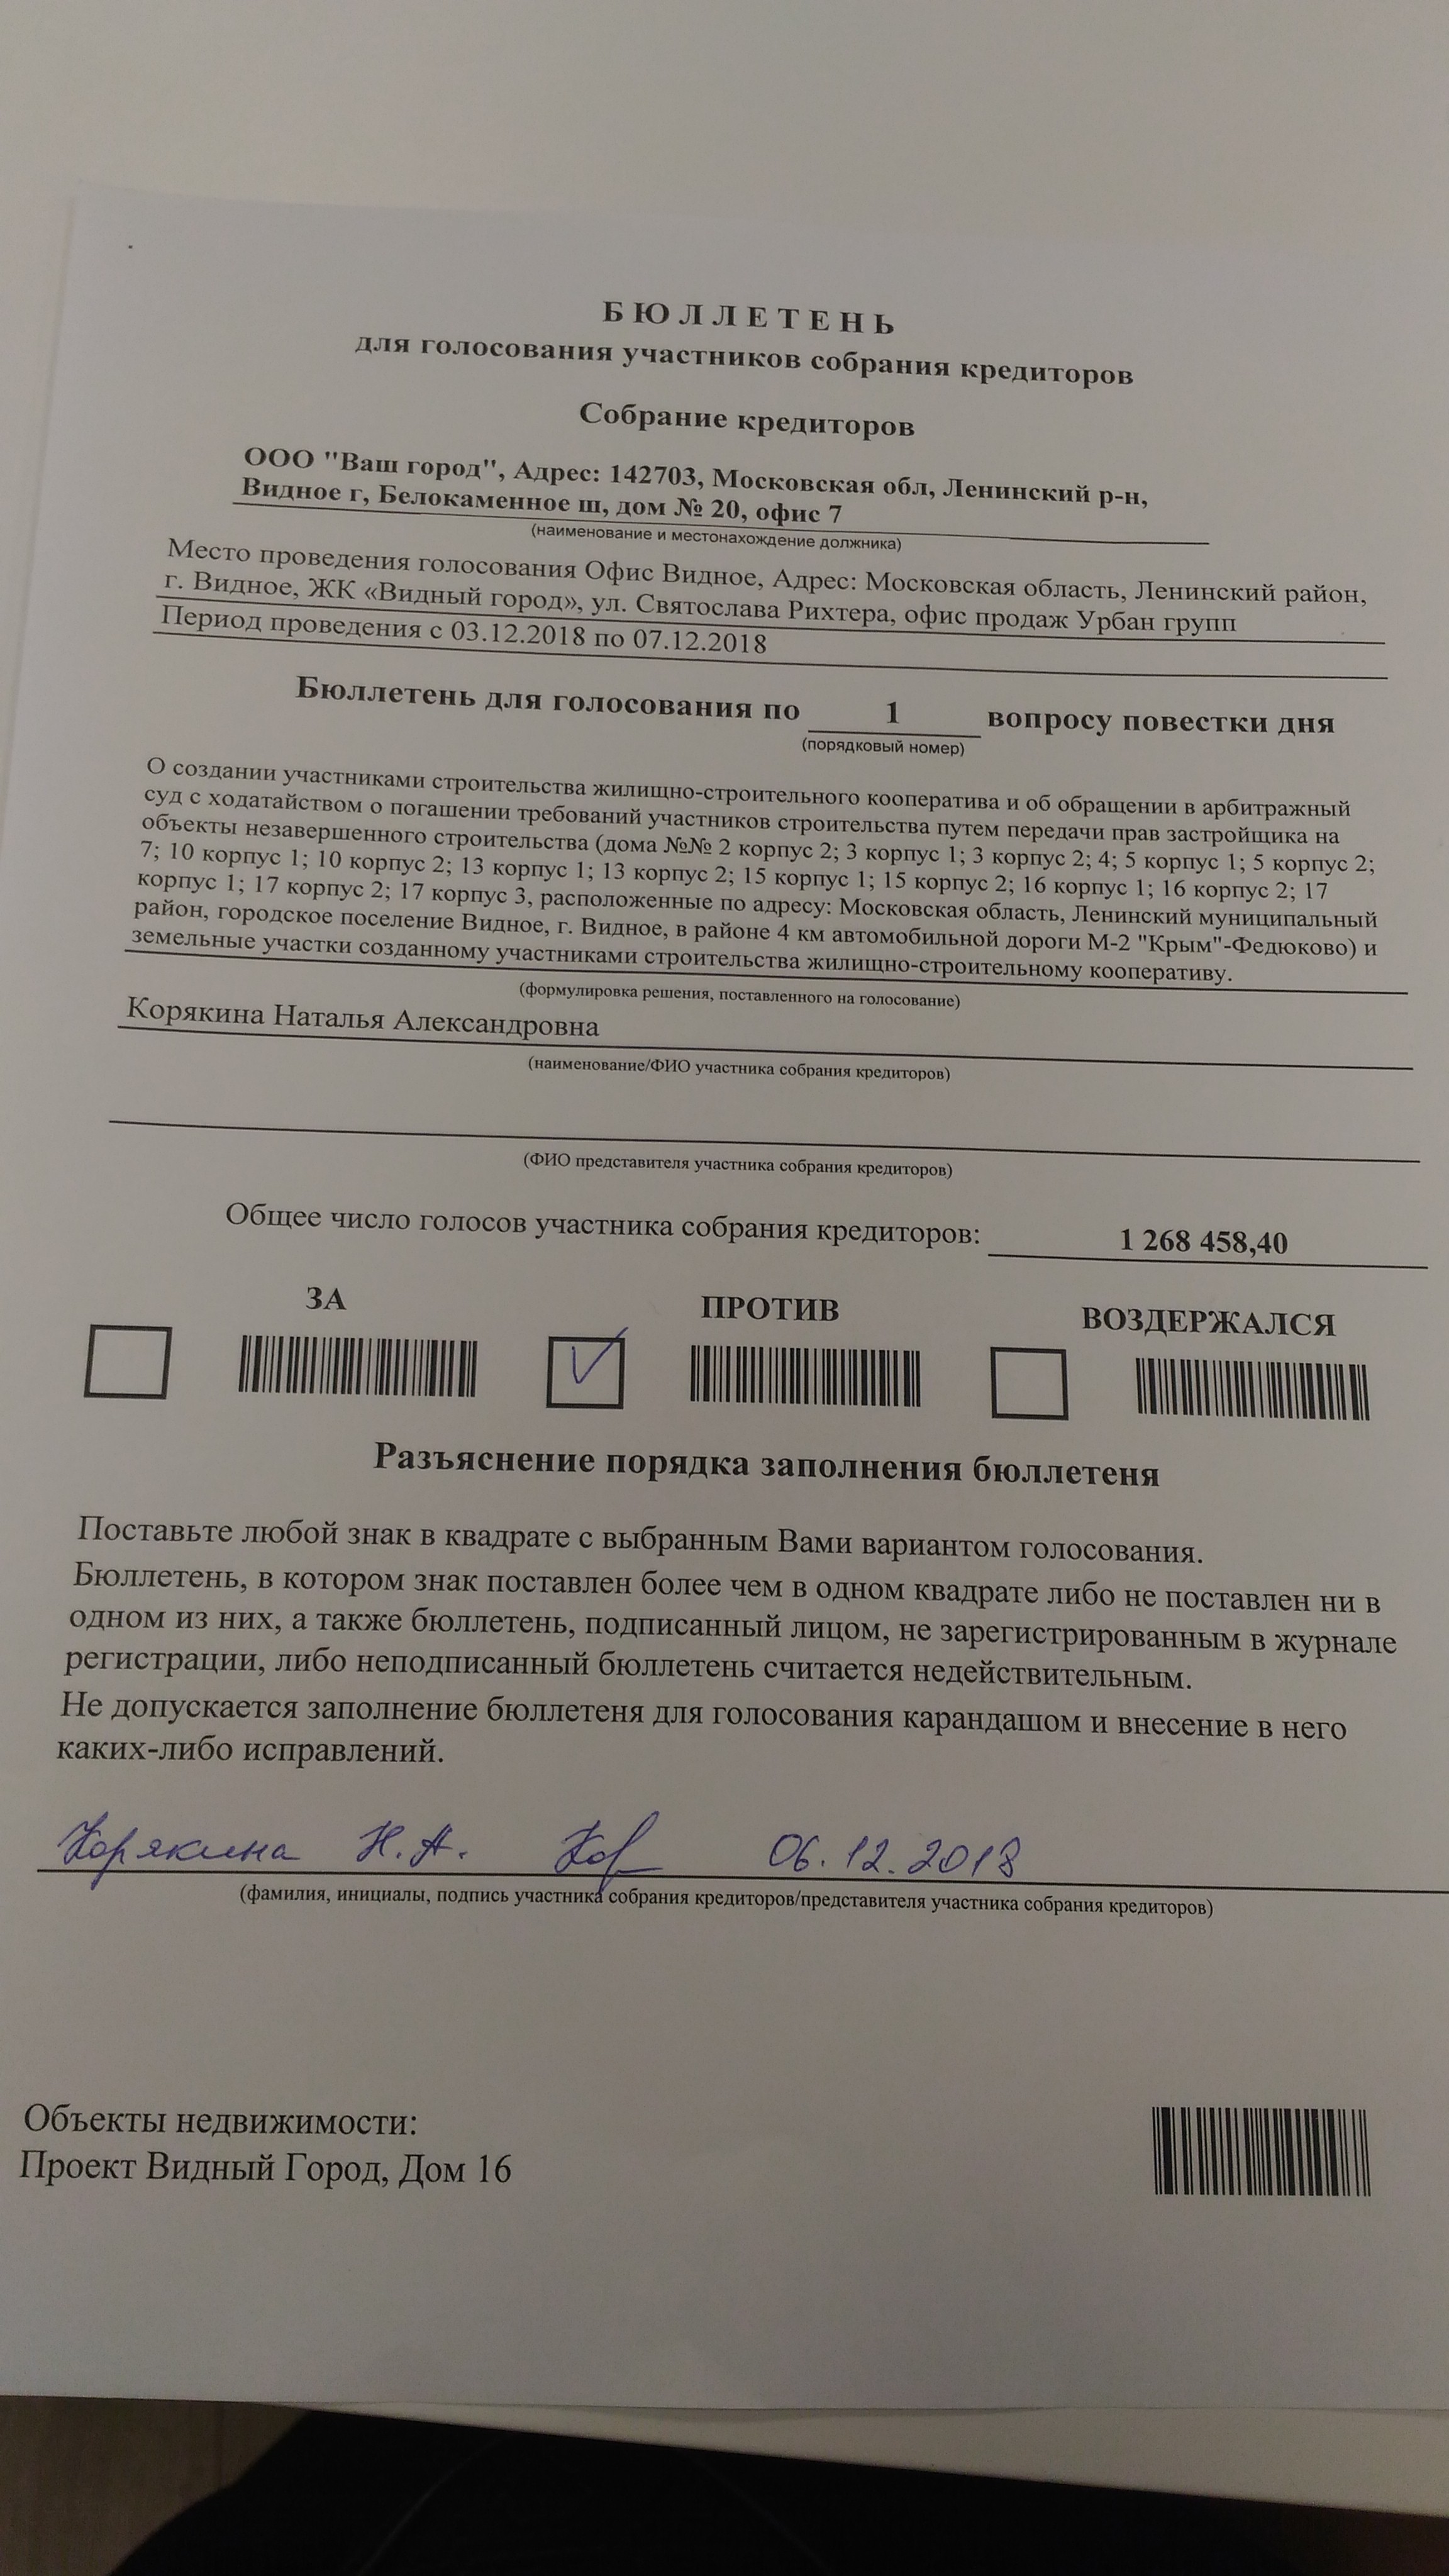 БЮЛЛЕТЕНЬ
для голосования участников собрания кредиторов
Собрание кредиторов
ООО "Ваш город", Адрес: 142703, Московская обл, Ленинский р-н,
Видное г, Белокаменное ш, дом № 20, офис 7
(наименование и местонахождение должника)
Место проведения голосования Офис Видное, Адрес: Московская область, Ленинский район,
г. Видное, ЖК «Видный город», ул. Святослава Рихтера, офис продаж Урбан групп
Период проведения с 03.12.2018 по 07.12.2018
Бюллетень для голосования по 1 вопросу повестки дня
(порядковый номер)
О создании участниками строительства жилищно-строительного кооператива и об обращении в арбитражный
суд с ходатайством о погашении требований участников строительства путем передачи прав застройщика на
объекты незавершенного строительства (дома №№ 2 корпус 2; 3 корпус 1; 3 корпус 2; 4; 5 корпус 1; 5 корпус 2;
7; 10 корпус 1; 10 корпус 2; 13 корпус 1; 13 корпус 2; 15 корпус 1; 15 корпус 2; 16 корпус 1; 16 корпус 2; 17
корпус 1; 17 корпус 2; 17 корпус 3, расположенные по адресу: Московская область, Ленинский муниципальный
район, городское поселение Видное, г. Видное, в районе 4 км автомобильной дороги М-2 "Крым"-Федюково) и
земельные участки созданному участниками строительства жилищно-строительному кооперативу.
(формулировка решения, поставленного на голосование)
Корякина Наталья Александровна
(наименование/ФИО участника собрания кредиторов)
(ФИО представителя участника собрания кредиторов)
Общее число голосов участника собрания кредиторов: 1 268 458,40
ЗА ПРОТИВ ВОЗДЕРЖАЛСЯ
Разъяснение порядка заполнения бюллетеня
Поставьте любой знак в квадрате с выбранным Вами вариантом голосования.
Бюллетень, в котором знак поставлен более чем в одном квадрате либо не поставлен ни в
одном из них, а также бюллетень, подписанный лицом, не зарегистрированным в журнале
регистрации, либо неподписанный бюллетень считается недействительным.
Не допускается заполнение бюллетеня для голосования карандашом и внесение в него
каких-либо исправлений.
Корякина Н.А. Кор 06.12.2018
(фамилия, инициалы, подпись участника собрания кредиторов/представителя участника собрания кредиторов)
Объекты недвижимости:
Проект Видный Город, Дом 16